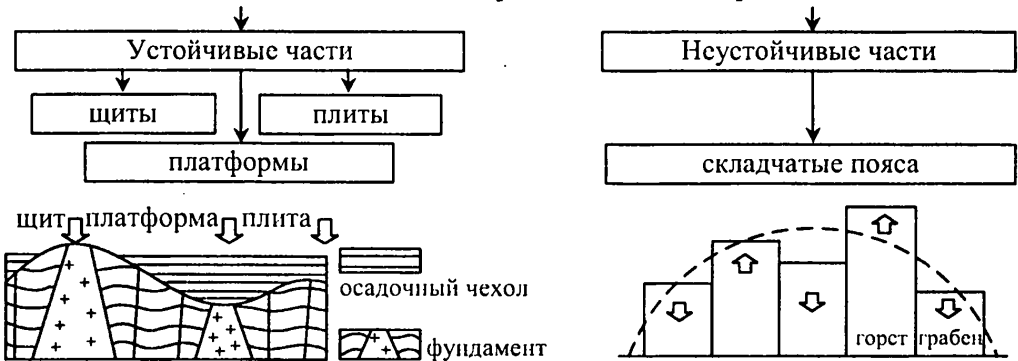 Устойчивые части
Неустойчивые части
щиты
плиты
платформы
складчатые пояса
щит платформа плита
осадочный чехол
фундамент
горст грабен